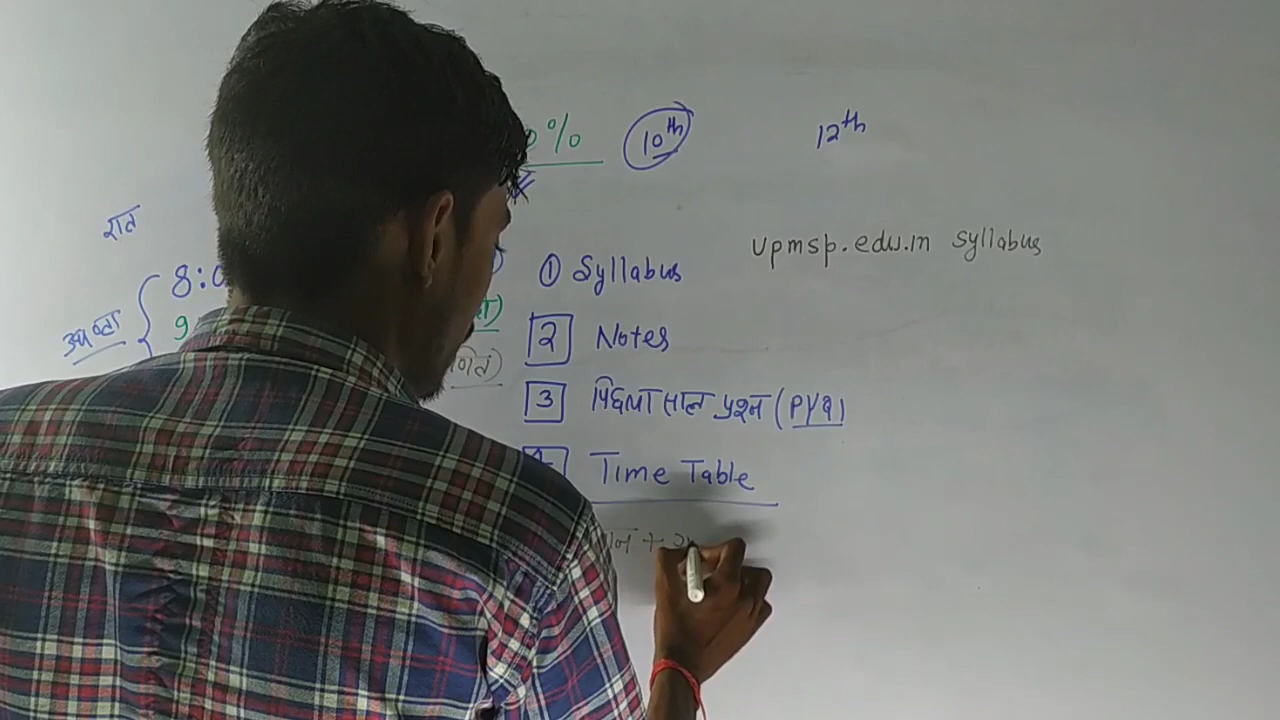 0% 10th 12th
रात
upmsp.edu.in syllabus
8:0
① Syllabus
9
2 Notes
3 पिछला साल प्रश्न (PYQ)
Time Table